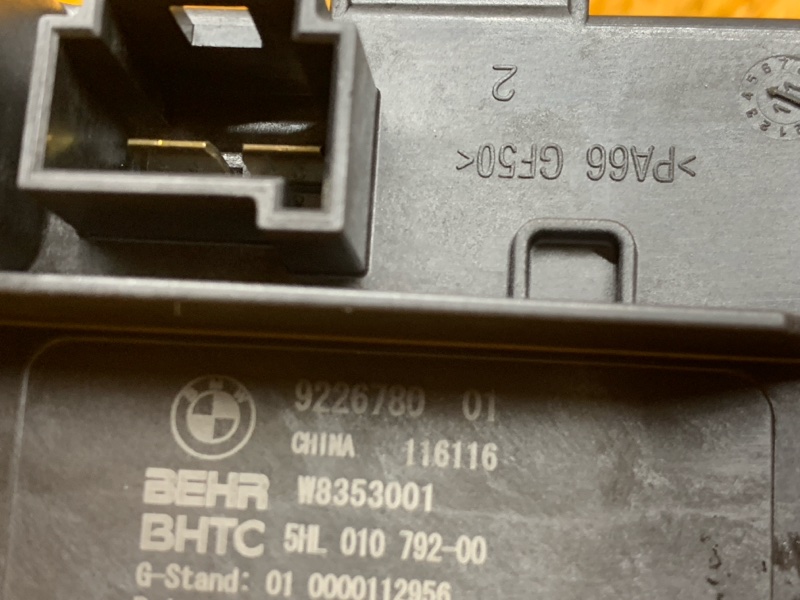 2
>PA66 GF50<
BMW
9226780 01
CHINA 116116
BEHR W8353001
BHTC 5HL 010 792-00
G-Stand: 01 0000112956